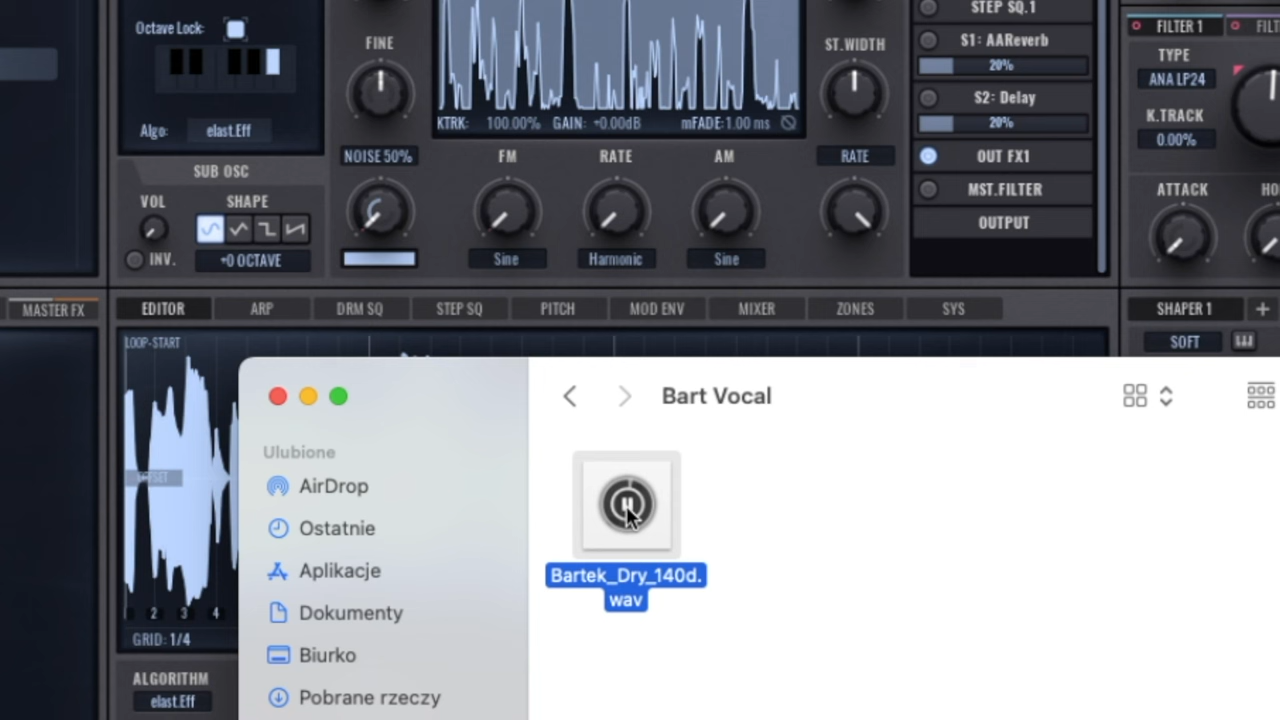 Octave Lock:
Algo: elast.Eff
SUB OSC
VOL SHAPE
INV. +0 OCTAVE
FINE
NOISE 50%
KTRK: 100.00% GAIN: +0.00dB mFADE:1.00 ms
FM RATE AM
Sine Harmonic Sine
ST.WIDTH
RATE
STEP SQ.1
S1: AAReverb
20%
S2: Delay
20%
OUT FX1
MST.FILTER
OUTPUT
FILTER 1
TYPE
ANA LP24
K.TRACK
0.00%
ATTACK
MASTER FX EDITOR ARP DRM SQ STEP SQ PITCH MOD ENV MIXER ZONES SYS SHAPER 1 +
SOFT
LOOP-START
2 3 4
GRID: 1/4
ALGORITHM
elast.Eff
Ulubione
AirDrop
Ostatnie
Aplikacje
Dokumenty
Biurko
Pobrane rzeczy
Bart Vocal
Bartek_Dry_140d.
wav